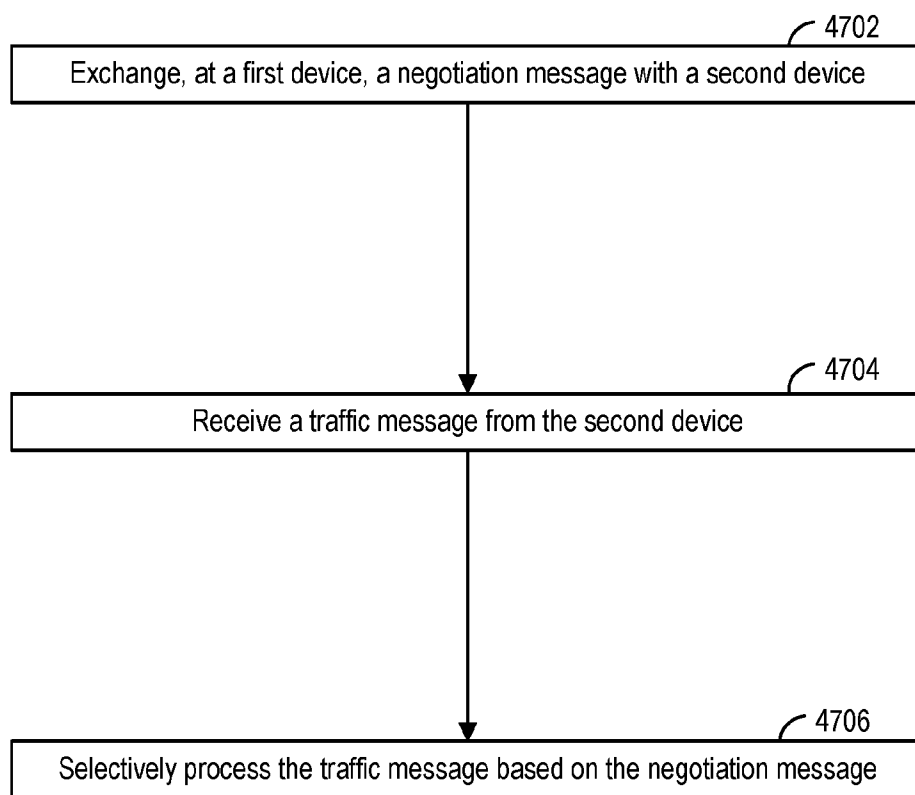 4702
Exchange, at a first device, a negotiation message with a second device
4704
Receive a traffic message from the second device
4706
Selectively process the traffic message based on the negotiation message